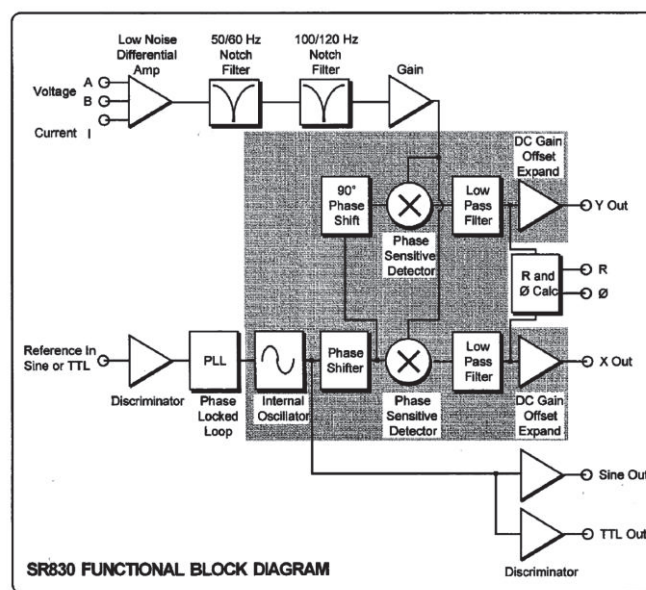 Low Noise
Differential
Amp
50/60 Hz
Notch
Filter
100/120 Hz
Notch
Filter
Gain
Voltage
A
B
Current I
DC Gain
Offset
Expand
90°
Phase
Shift
Low
Pass
Filter
Y Out
Phase
Sensitive
Detector
R and
Ø Calc
R
Ø
Reference In
Sine or TTL
Discriminator
PLL
Phase
Locked
Loop
Internal
Oscillator
Phase
Shifter
Phase
Sensitive
Detector
Low
Pass
Filter
X Out
DC Gain
Offset
Expand
Sine Out
TTL Out
Discriminator
SR830 FUNCTIONAL BLOCK DIAGRAM